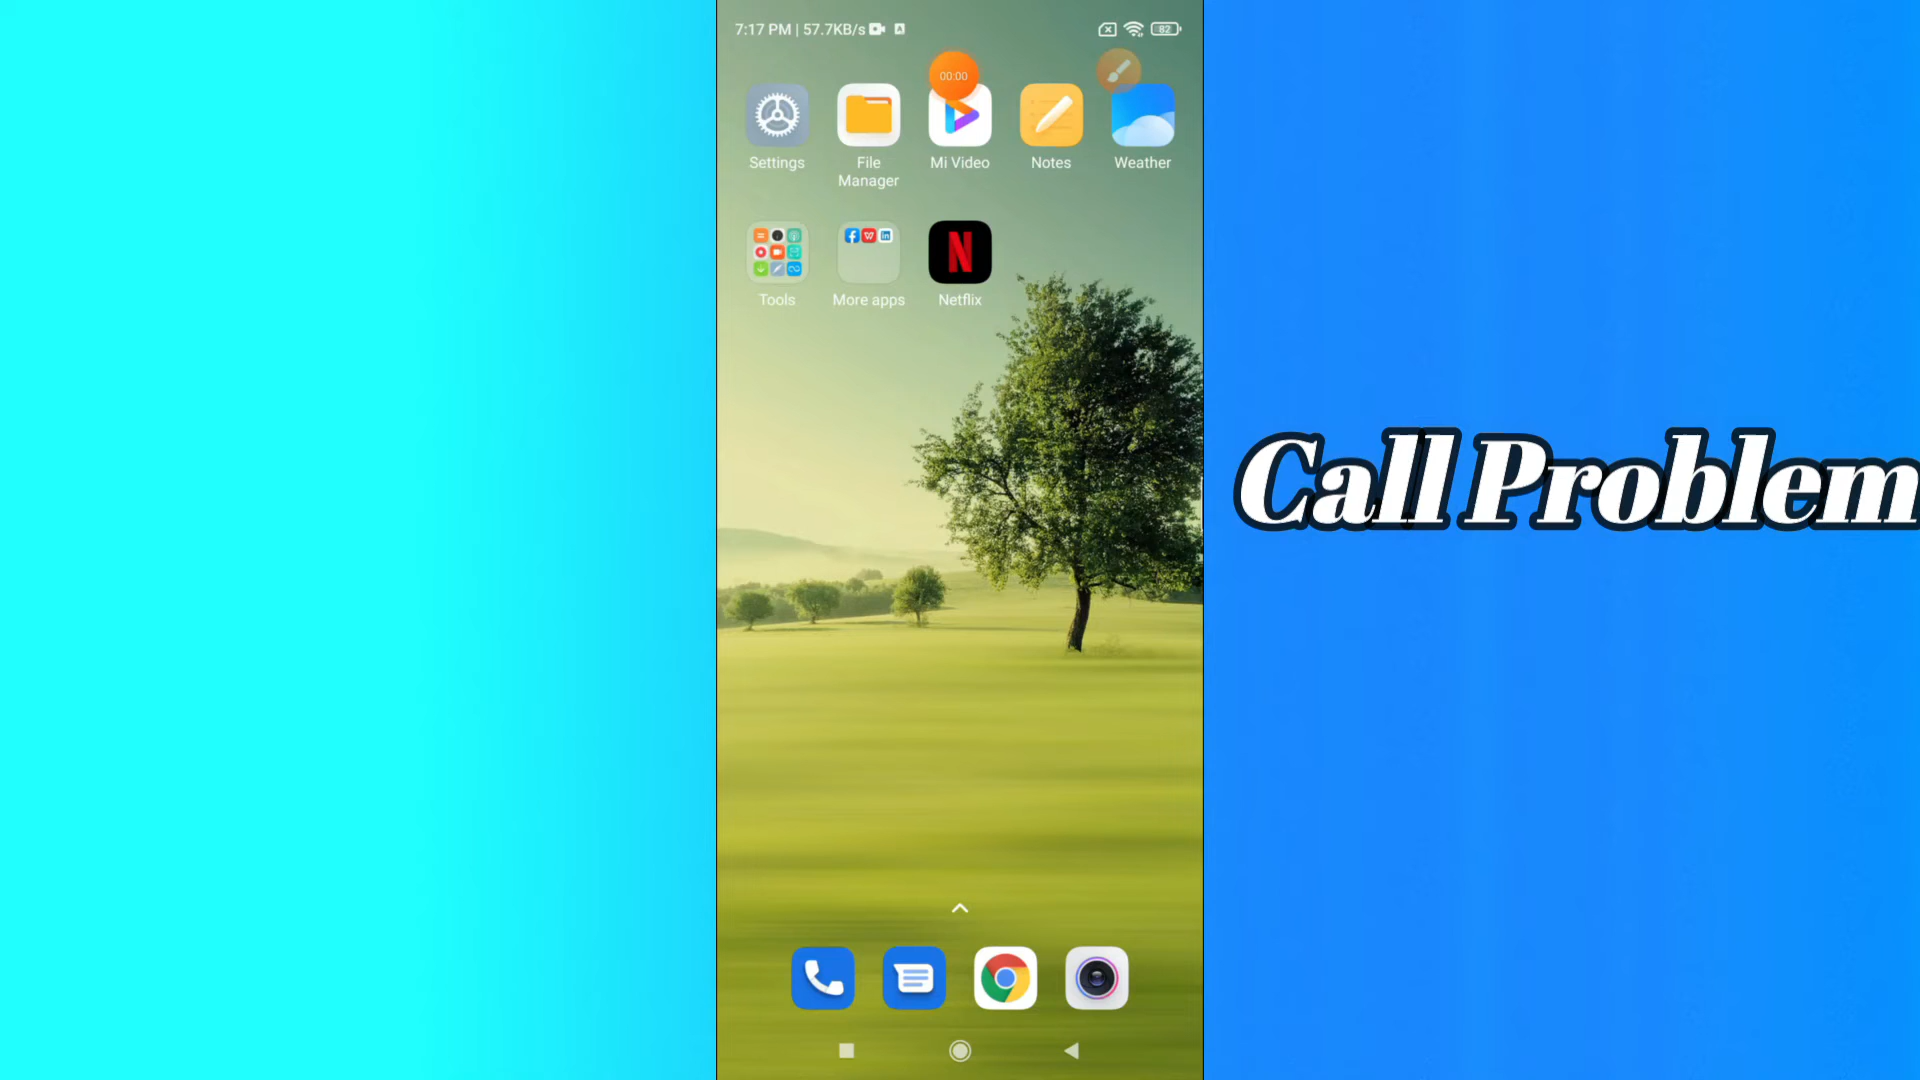 7:17 PM | 57.7KB/s
82
00:00
Settings
File Manager
Mi Video
Notes
Weather
Tools
More apps
Netflix
Call Problem